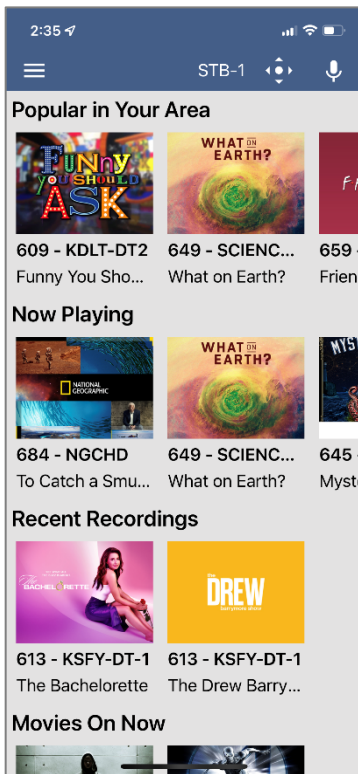 2:35
STB-1
Popular in Your Area
FUNNY YOU SHOULD ASK
WHAT ON EARTH?
609 - KDLT-DT2
649 - SCIENC...
659
Funny You Sho...
What on Earth?
Frien
Now Playing
NATIONAL GEOGRAPHIC
WHAT ON EARTH?
MYS
684 - NGCHD
649 - SCIENC...
645
To Catch a Smu...
What on Earth?
Myst
Recent Recordings
The BACHELORETTE
the DREW barrymore show
613 - KSFY-DT-1
613 - KSFY-DT-1
The Bachelorette
The Drew Barry...
Movies On Now